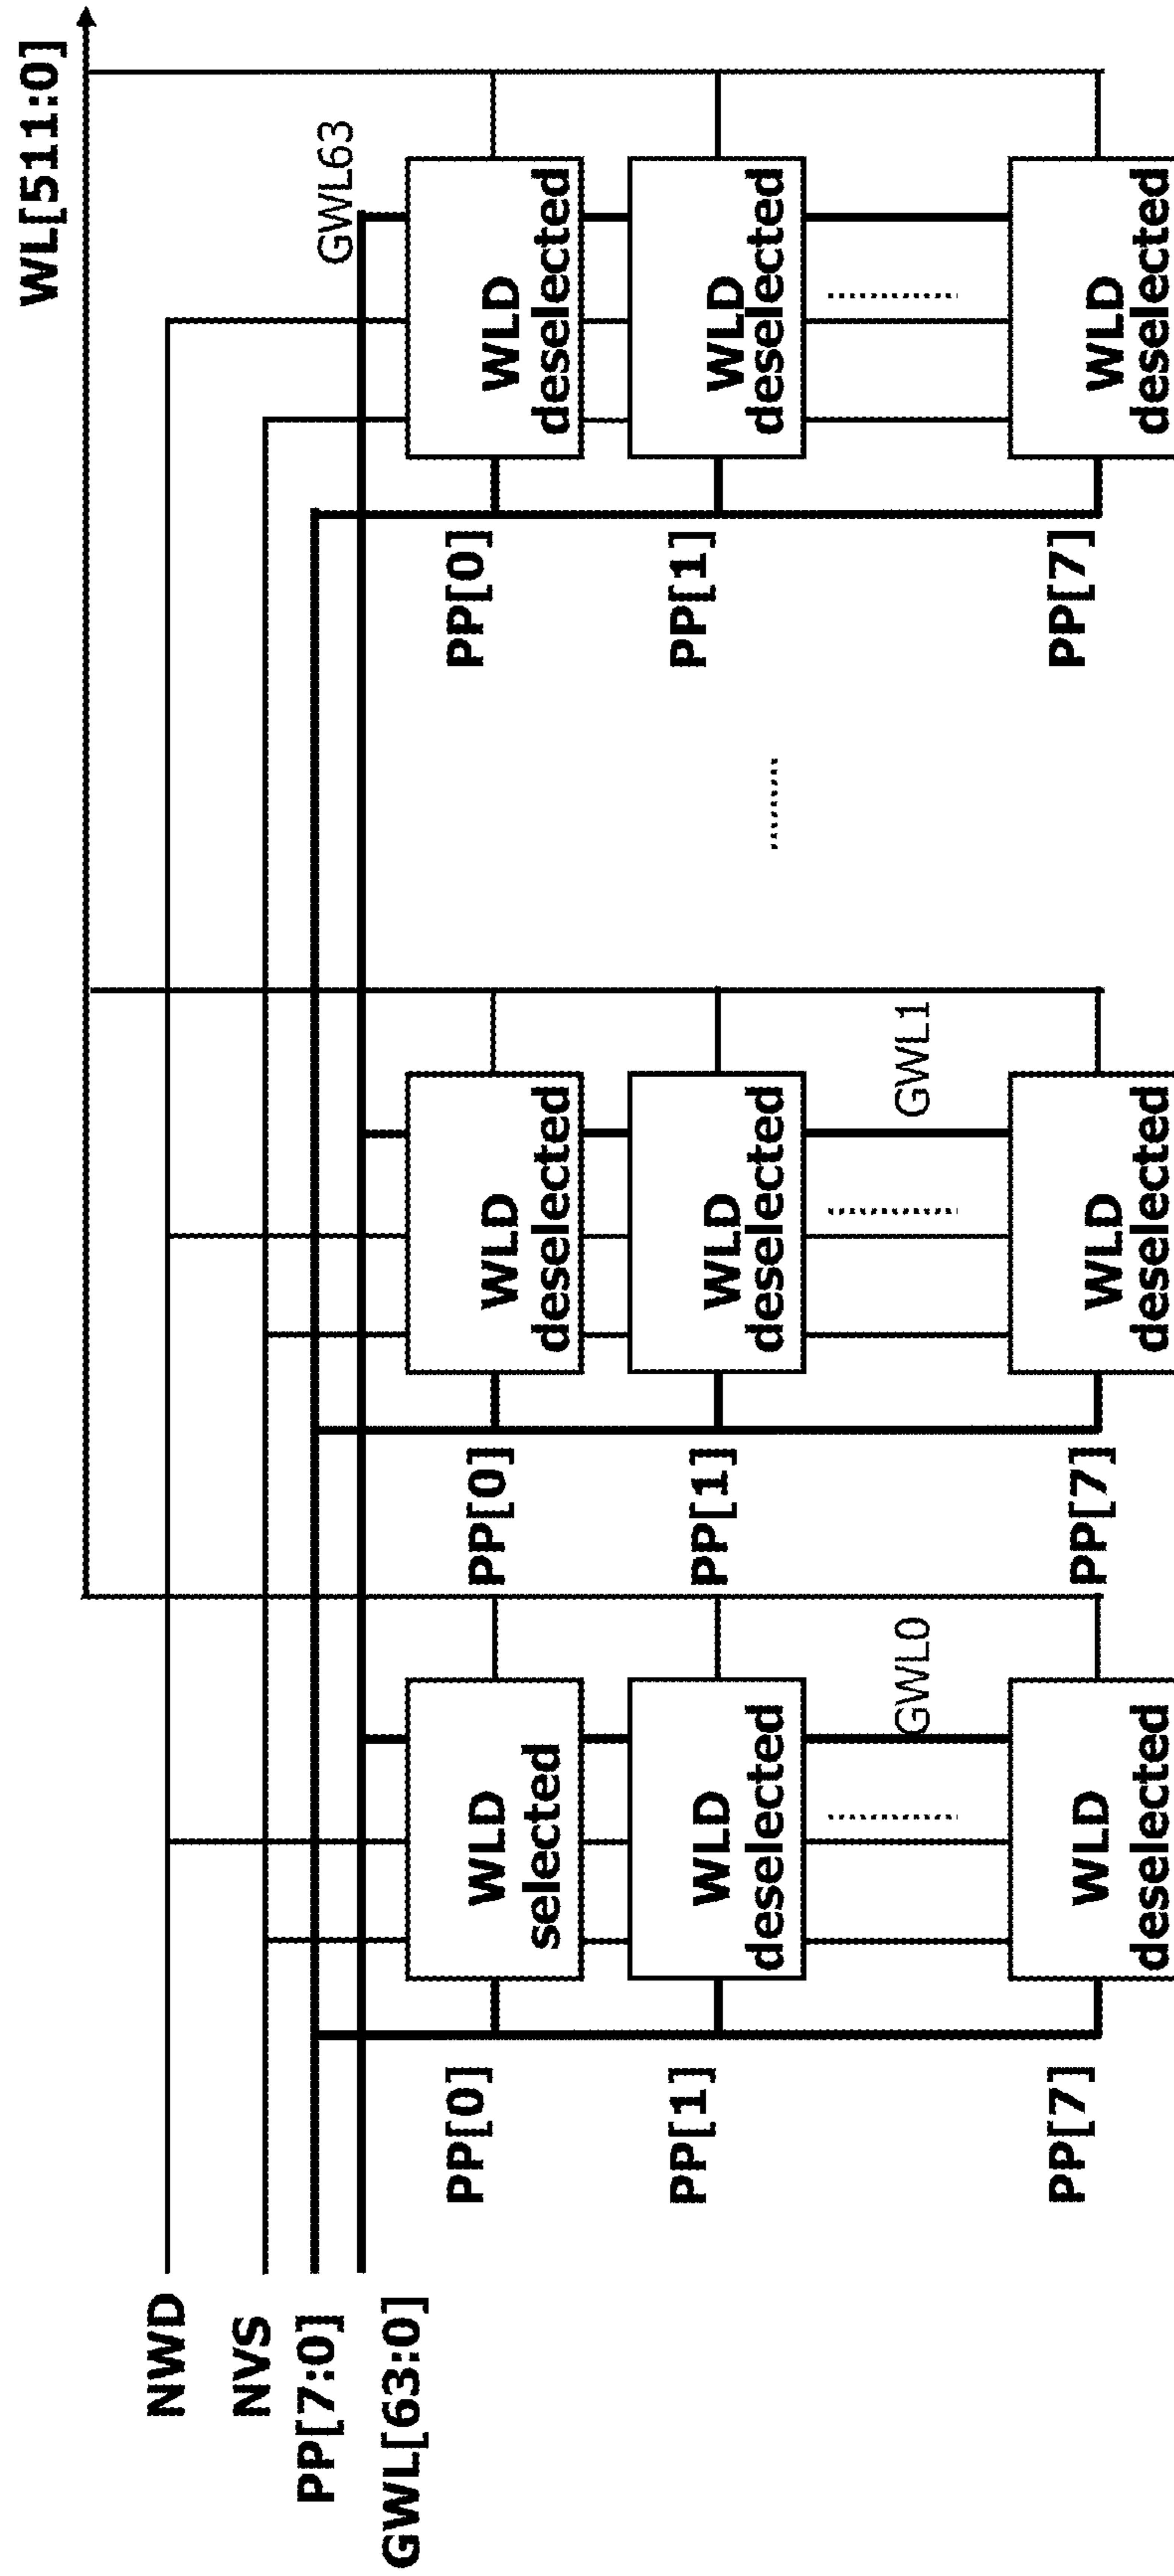 WL[511:0]
NWD
NVS
PP[7:0]
GWL[63:0]
GWL63
PP[0]
WLD
selected
PP[0]
WLD
deselected
PP[0]
WLD
deselected
PP[1]
WLD
deselected
PP[1]
WLD
deselected
PP[1]
WLD
deselected
GWL0
GWL1
PP[7]
WLD
deselected
PP[7]
WLD
deselected
PP[7]
WLD
deselected